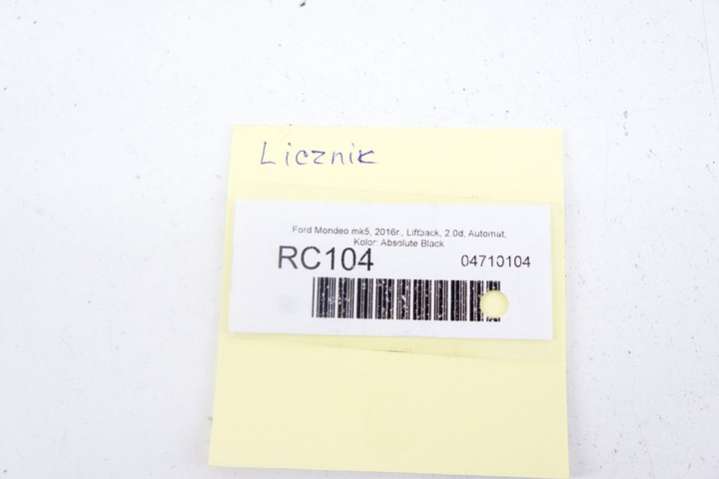 Licznik
Ford Mondeo mk5, 2016r., Liftback, 2.0d, Automat,
Kolor: Absolute Black
RC104
04710104